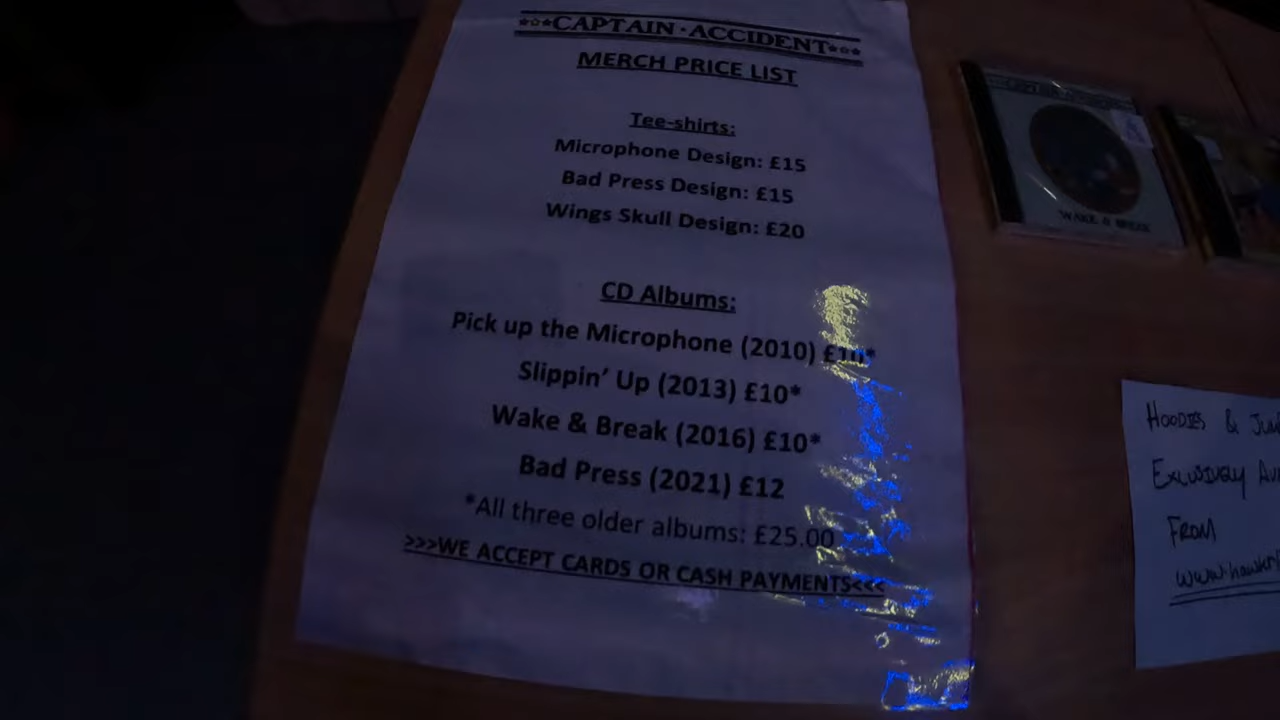 ☆☆★CAPTAIN·ACCIDENT★☆★
MERCH PRICE LIST
Tee-shirts:
Microphone Design: £15
Bad Press Design: £15
Wings Skull Design: £20
CD Albums:
Pick up the Microphone (2010) £10*
Slippin’ Up (2013) £10*
Wake & Break (2016) £10*
Bad Press (2021) £12
*All three older albums: £25.00
>>>WE ACCEPT CARDS OR CASH PAYMENTS<<<
WAKE & BREAK
HOODIES &
EXCLUSIVELY
FROM